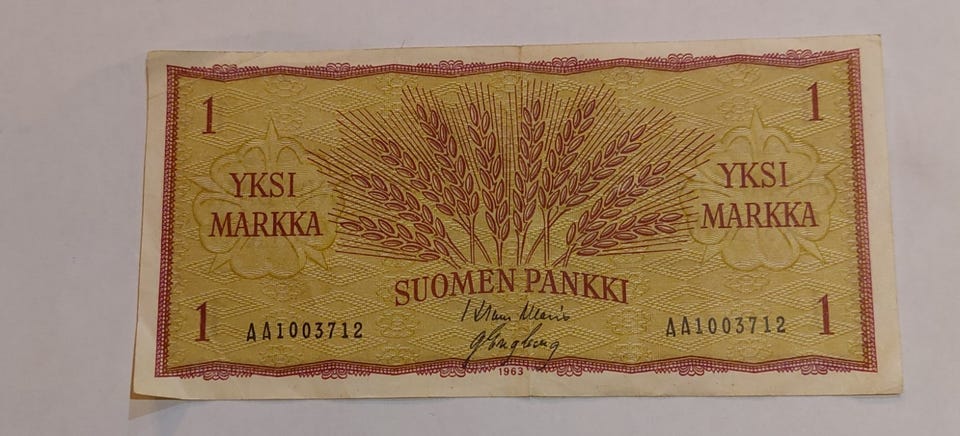 1
1
YKSI
MARKKA
YKSI
MARKKA
SUOMEN PANKKI
1
AA1003712
AA1003712
1
1963